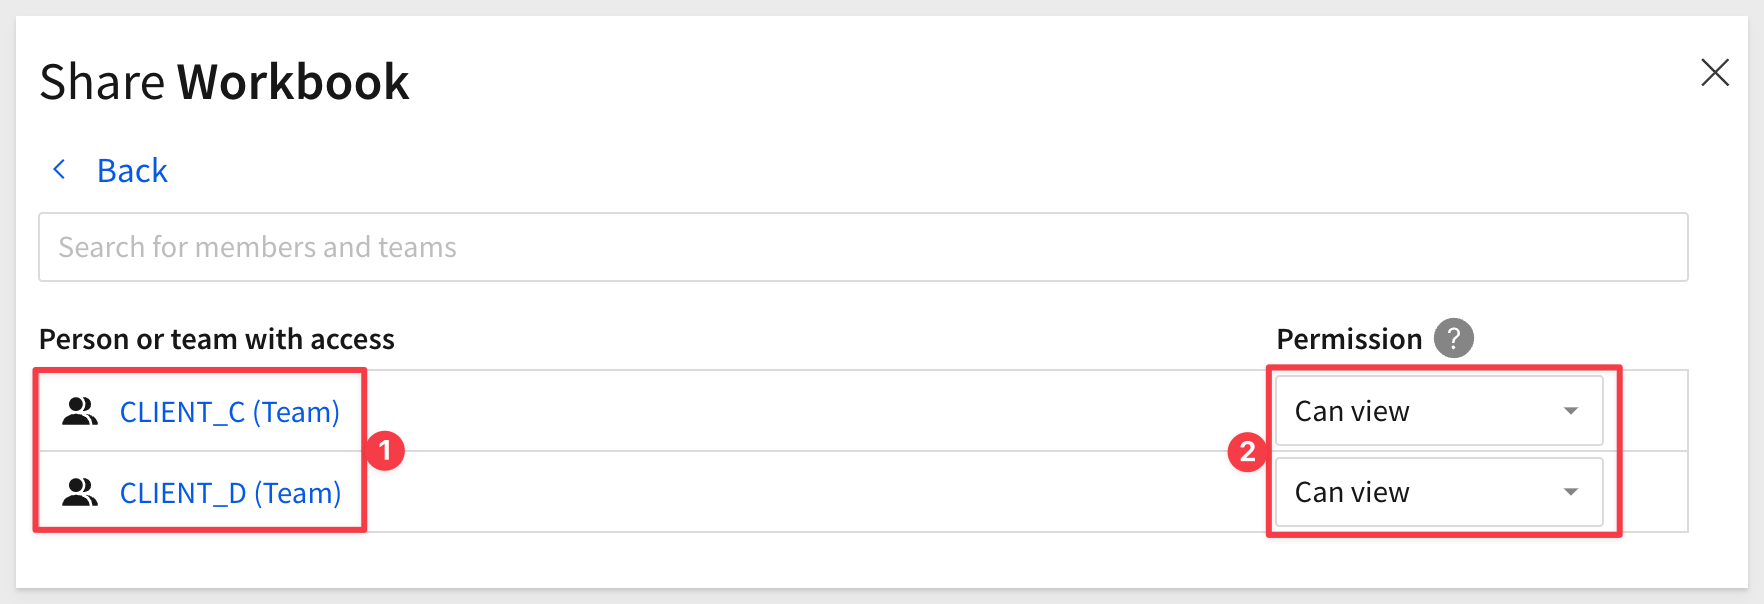 Share Workbook
Back
Search for members and teams
Person or team with access Permission ?
CLIENT_C (Team) Can view
1 2
CLIENT_D (Team) Can view